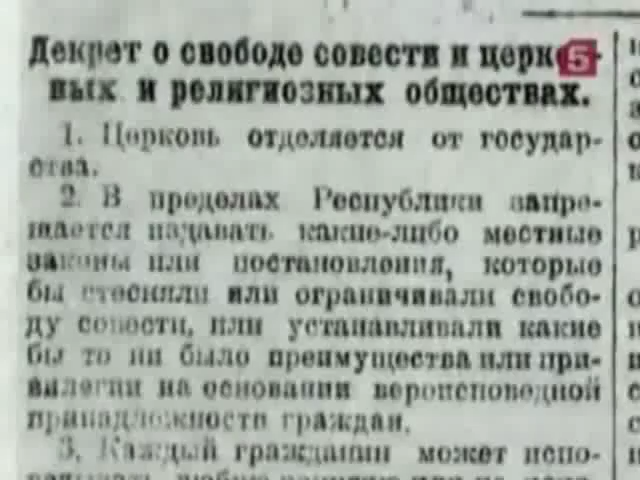 Декрет о свободе совести и церк
5
вых и религиозных обществах.
1. Церковь отделяется от государ-
ства.
2. В пределах Республики запре-
щается издавать какие-либо местные
законы или постановления, которые
бы стесняли или ограничивали свобо-
ду совести, или устанавливали какие
бы то ни было преимущества или при-
вилегии на основании вероисповедной
принадлежности граждан.
3. Каждый гражданин может испо-